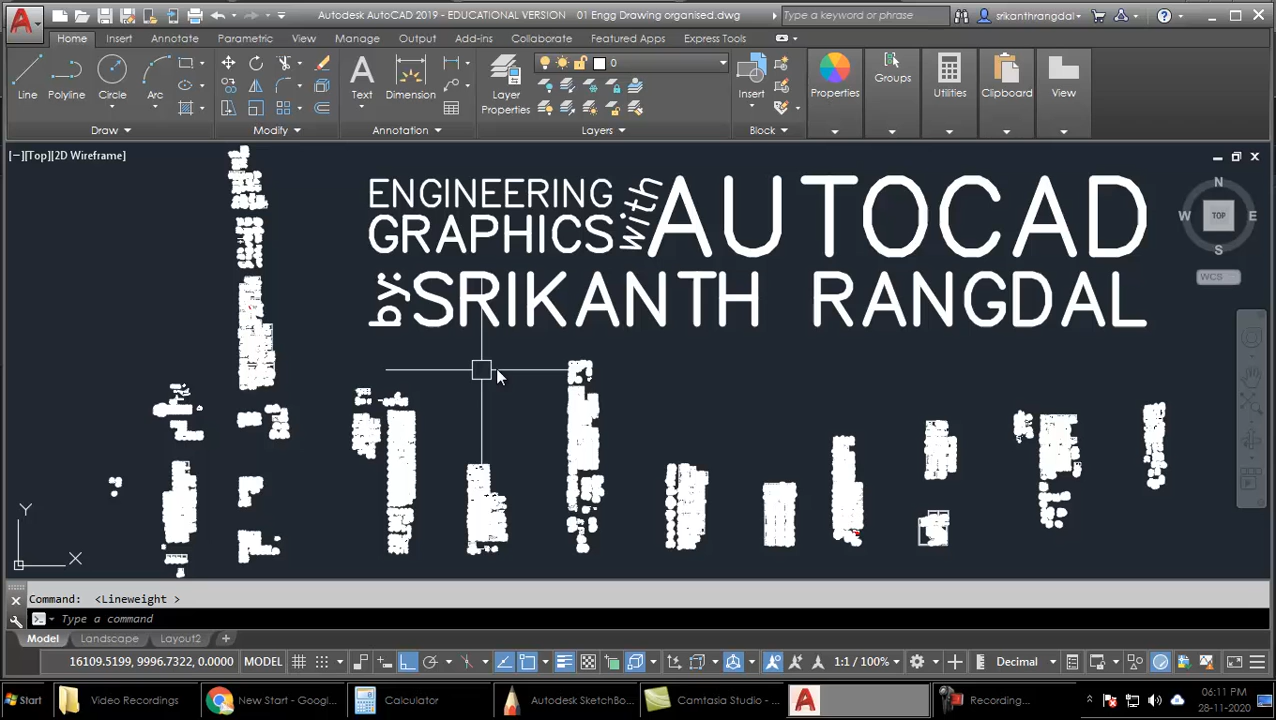 Autodesk AutoCAD 2019 - EDUCATIONAL VERSION 01 Engg Drawing organised.dwg
Type a keyword or phrase
srikanthrangdal
Home Insert Annotate Parametric View Manage Output Add-ins Collaborate Featured Apps Express Tools
Line Polyline Circle Arc
Text Dimension
Layer Properties
0
Insert
Properties Groups Utilities Clipboard View
Draw Modify Annotation Layers Block
[−][Top][2D Wireframe]
ENGINEERING
GRAPHICS
with
AUTOCAD
by:
SRIKANTH RANGDAL
N
W TOP E
S
WCS
Y
X
Command: <Lineweight >
Type a command
Model Landscape Layout2 +
16109.5199, 9996.7322, 0.0000 MODEL 1:1 / 100% Decimal
Start Video Recordings New Start - Googl... Calculator Autodesk SketchBo... Camtasia Studio - ... Recording...
06:11 PM
28-11-2020